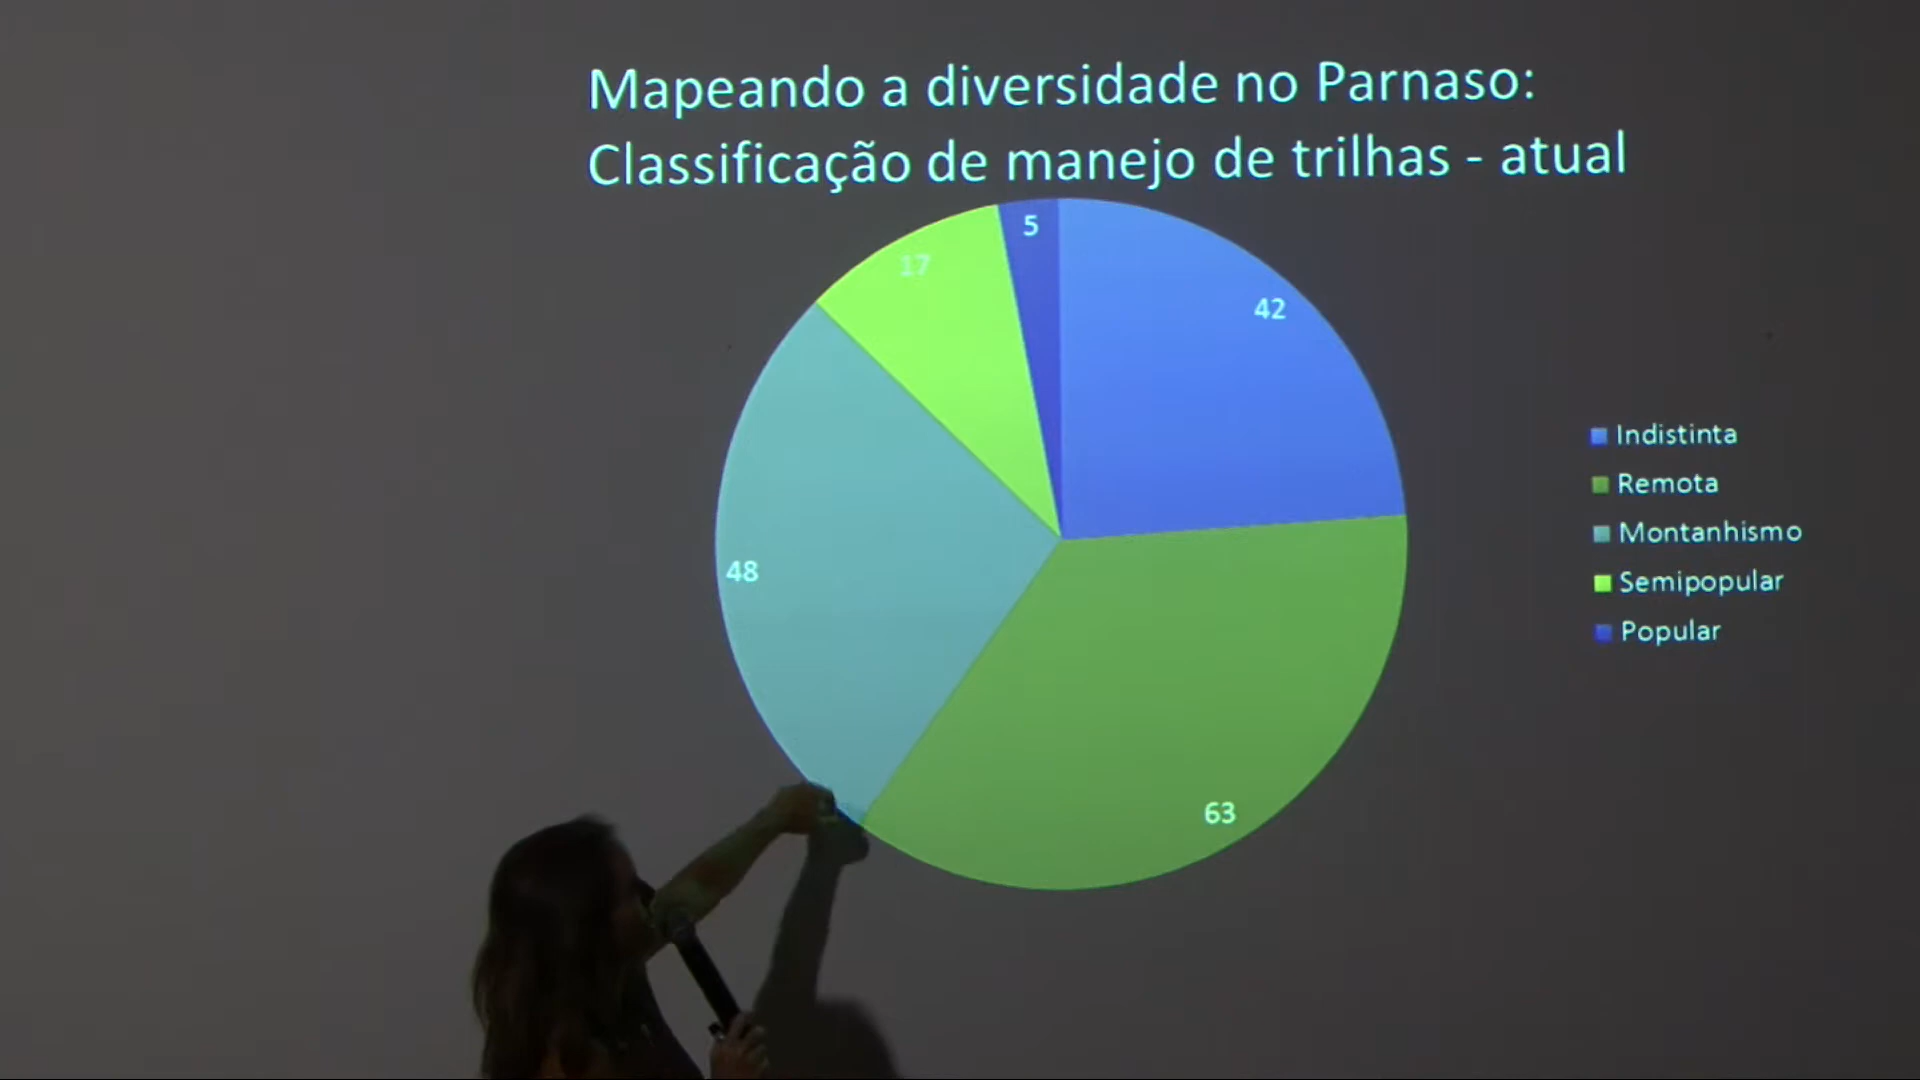 Mapeando a diversidade no Parnaso:
Classificação de manejo de trilhas - atual
5
17
42
48
63
Indistinta
Remota
Montanhismo
Semipopular
Popular